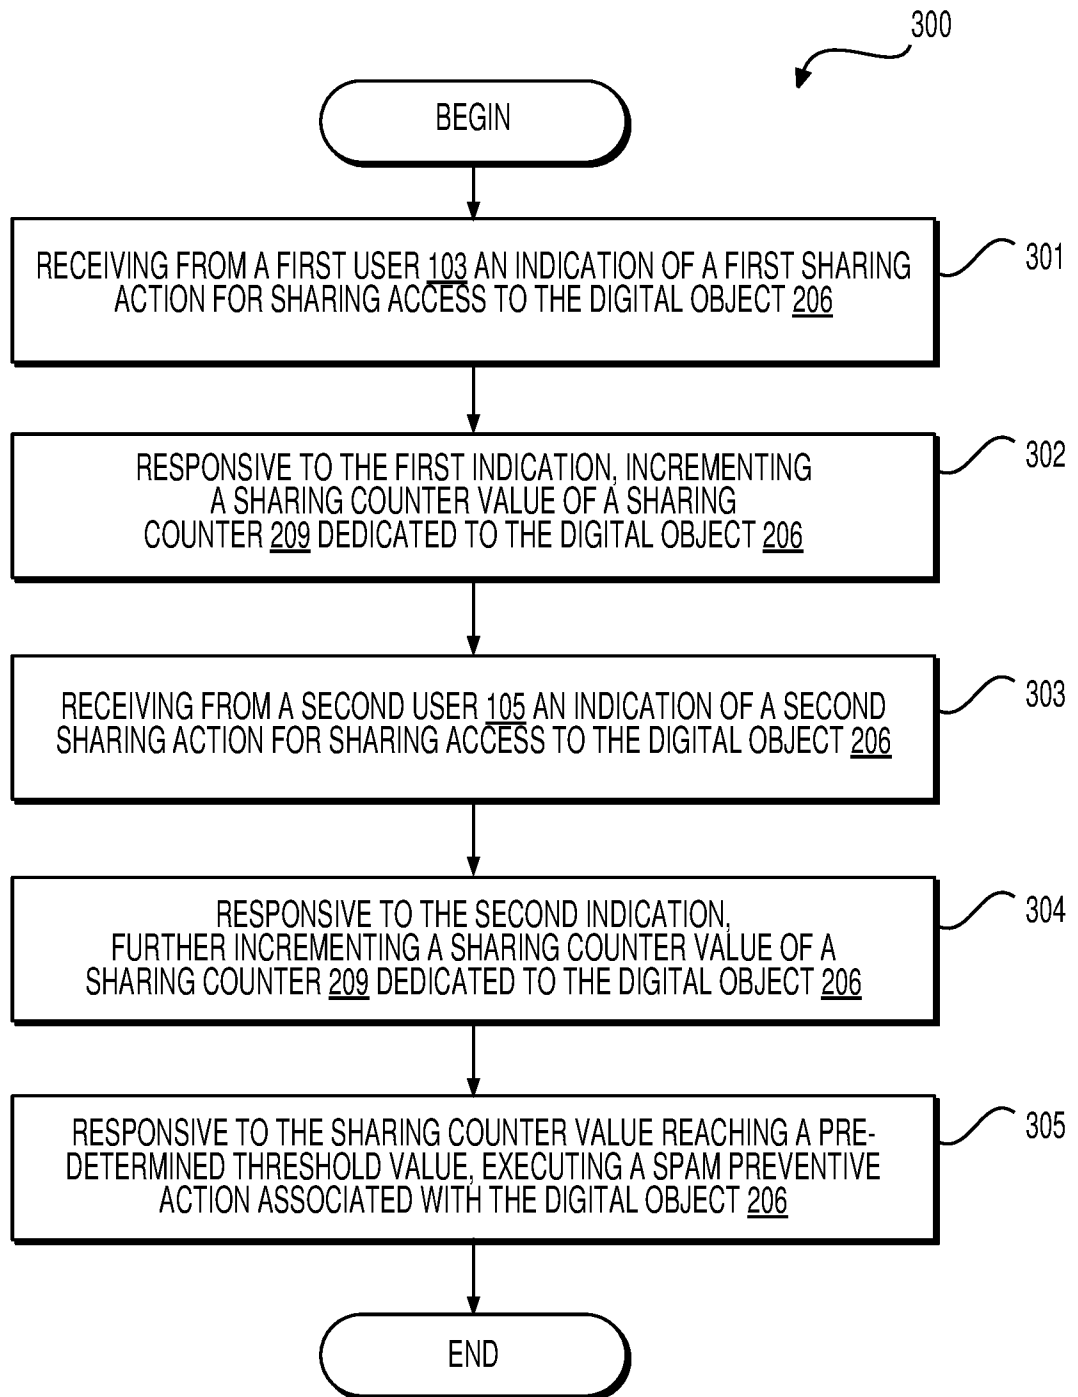 300
BEGIN
RECEIVING FROM A FIRST USER 103 AN INDICATION OF A FIRST SHARING
ACTION FOR SHARING ACCESS TO THE DIGITAL OBJECT 206
301
RESPONSIVE TO THE FIRST INDICATION, INCREMENTING
A SHARING COUNTER VALUE OF A SHARING
COUNTER 209 DEDICATED TO THE DIGITAL OBJECT 206
302
RECEIVING FROM A SECOND USER 105 AN INDICATION OF A SECOND
SHARING ACTION FOR SHARING ACCESS TO THE DIGITAL OBJECT 206
303
RESPONSIVE TO THE SECOND INDICATION,
FURTHER INCREMENTING A SHARING COUNTER VALUE OF A
SHARING COUNTER 209 DEDICATED TO THE DIGITAL OBJECT 206
304
RESPONSIVE TO THE SHARING COUNTER VALUE REACHING A PRE-
DETERMINED THRESHOLD VALUE, EXECUTING A SPAM PREVENTIVE
ACTION ASSOCIATED WITH THE DIGITAL OBJECT 206
305
END